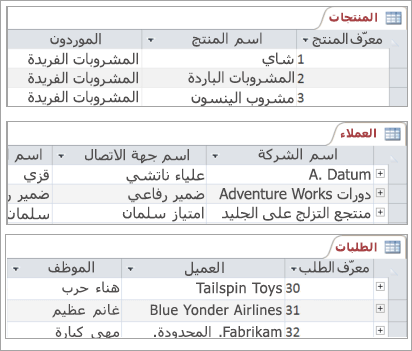 المنتجات
معرّف المنتج اسم المنتج الموردون
1 شاي المشروبات الفريدة
2 المشروبات الباردة المشروبات الفريدة
3 مشروب الينسون المشروبات الفريدة
العملاء
اسم الشركة اسم جهة الاتصال اسم
A. Datum علياء ناتشي قزي
دورات Adventure Works ضمير رفاعي ضمير
منتجع التزلج على الجليد امتياز سلمان سلمان
الطلبات
معرّف الطلب العميل الموظف
30 Tailspin Toys هناء حرب
31 Blue Yonder Airlines غانم عظيم
32 Fabrikam. المحدودة. مهى كبارة